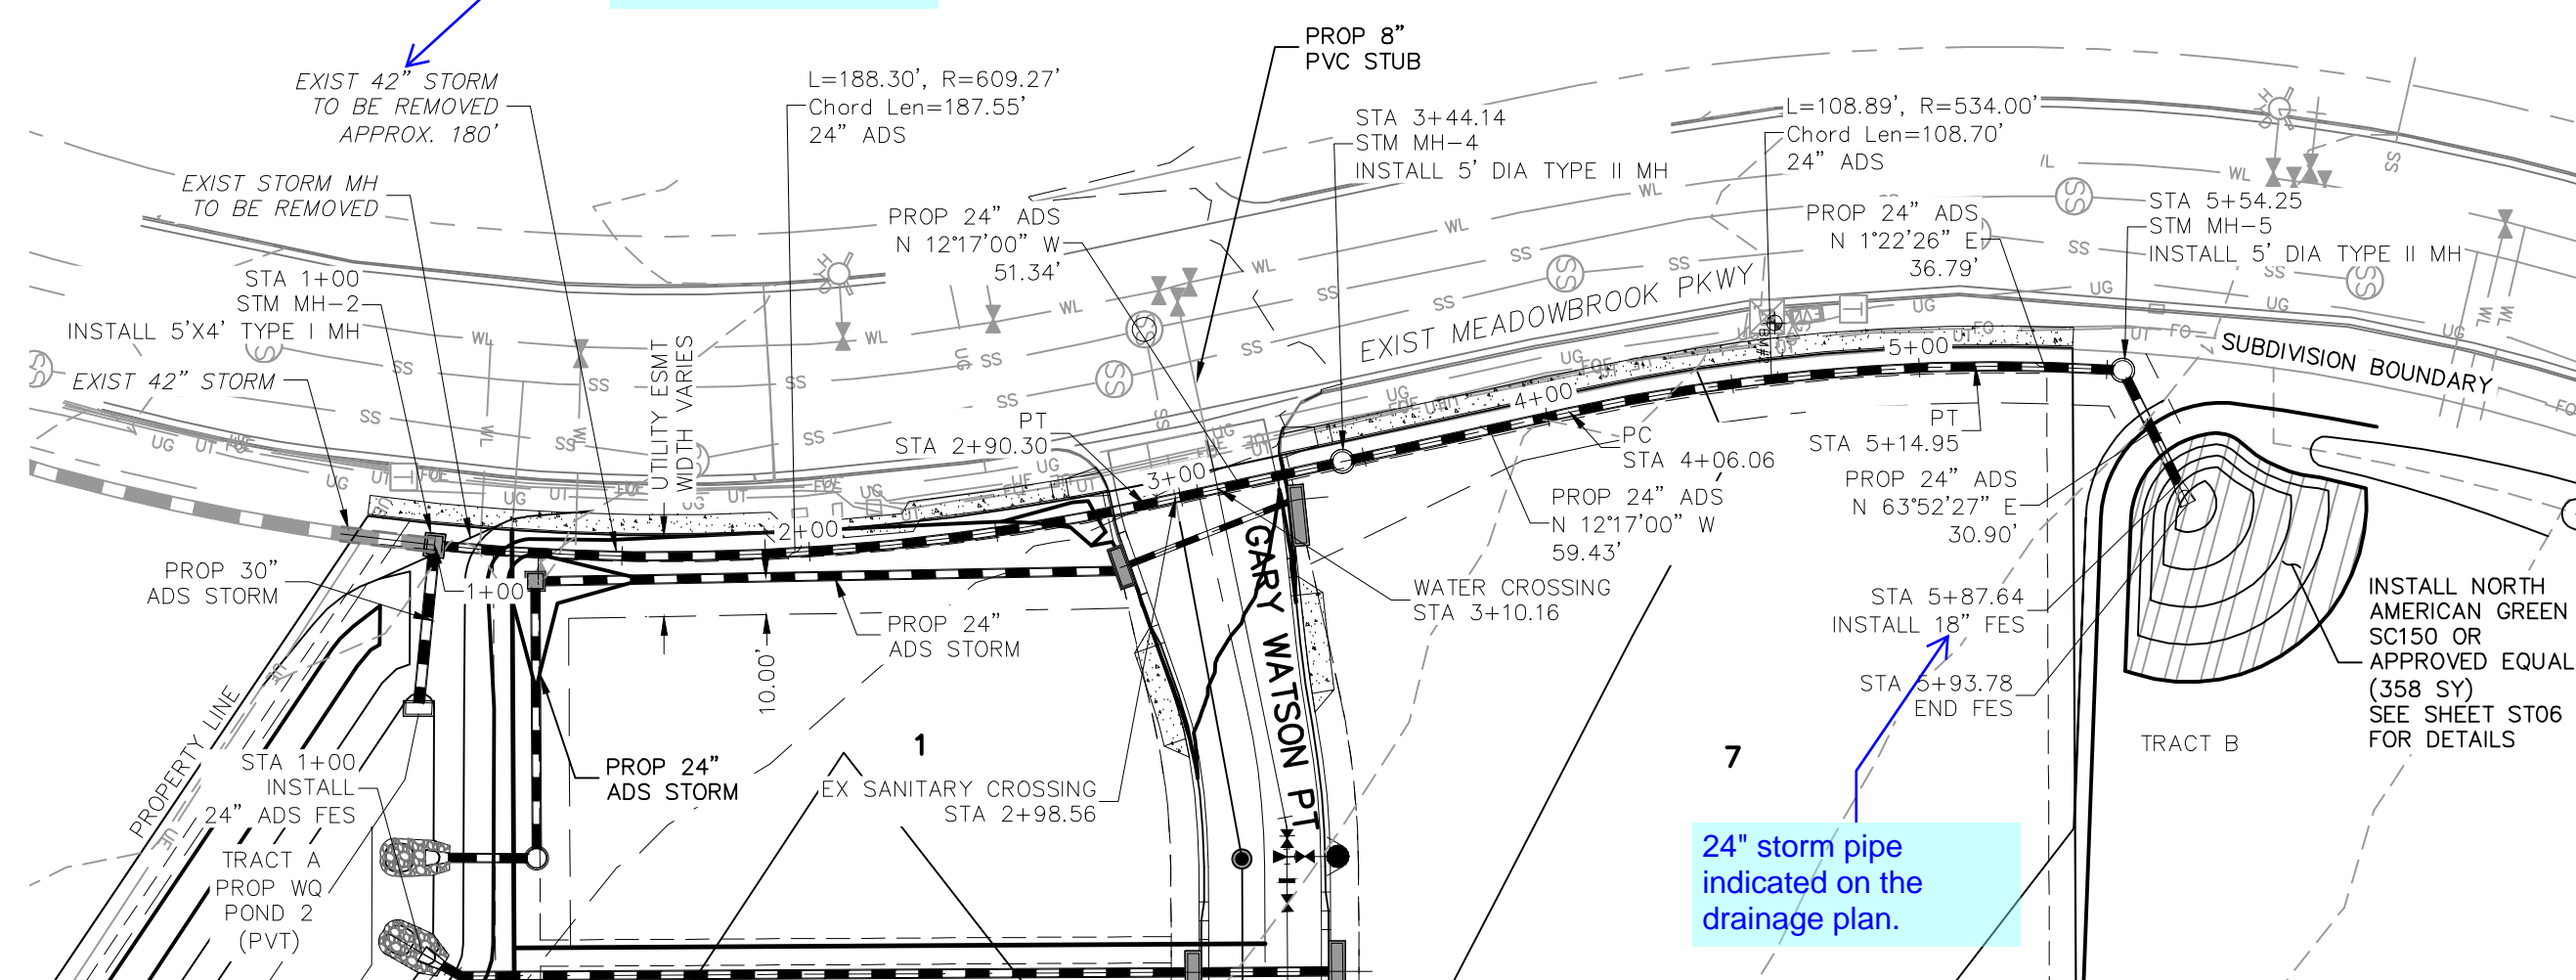 PROP 8"
PVC STUB
EXIST 42" STORM
TO BE REMOVED
APPROX. 180'
L=188.30', R=609.27'
Chord Len=187.55'
24" ADS
STA 3+44.14
STM MH-4
INSTALL 5' DIA TYPE II MH
L=108.89', R=534.00'
Chord Len=108.70'
24" ADS
EXIST STORM MH
TO BE REMOVED
PROP 24" ADS
N 12°17'00" W
51.34'
PROP 24" ADS
N 1°22'26" E
36.79'
STA 5+54.25
STM MH-5
INSTALL 5' DIA TYPE II MH
STA 1+00
STM MH-2
INSTALL 5'X4' TYPE I MH
EXIST 42" STORM
UTILITY ESMT
WIDTH VARIES
EXIST MEADOWBROOK PKWY
SUBDIVISION BOUNDARY
PT
STA 2+90.30
1+00
2+00
3+00
4+00
5+00
PC
STA 4+06.06
PT
STA 5+14.95
PROP 24" ADS
N 12°17'00" W
59.43'
PROP 24" ADS
N 63°52'27" E
30.90'
PROP 30"
ADS STORM
PROP 24"
ADS STORM
10.00'
WATER CROSSING
STA 3+10.16
GARY WATSON PT
STA 5+87.64
INSTALL 18" FES
STA 5+93.78
END FES
INSTALL NORTH
AMERICAN GREEN
SC150 OR
APPROVED EQUAL
(358 SY)
SEE SHEET ST06
FOR DETAILS
TRACT B
PROPERTY LINE
STA 1+00
INSTALL
24" ADS FES
PROP 24"
ADS STORM
1
7
EX SANITARY CROSSING
STA 2+98.56
TRACT A
PROP WQ
POND 2
(PVT)
24" storm pipe
indicated on the
drainage plan.